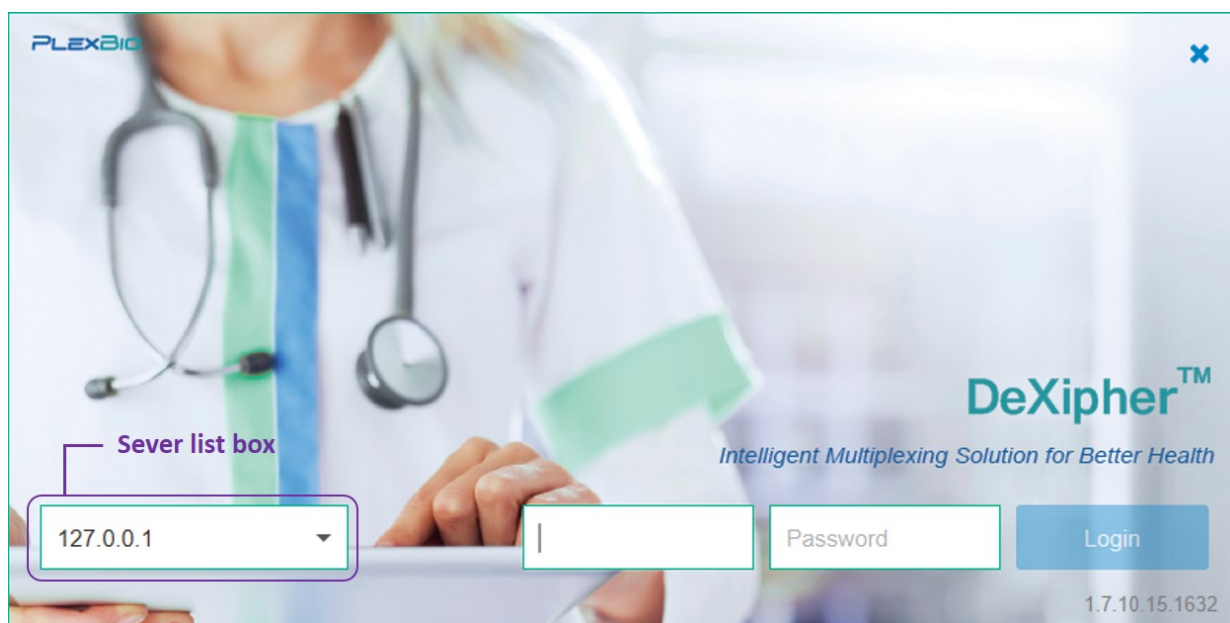 PLEXBIO
DeXipher™
Sever list box
Intelligent Multiplexing Solution for Better Health
127.0.0.1
Password
Login
1.7.10.15.1632